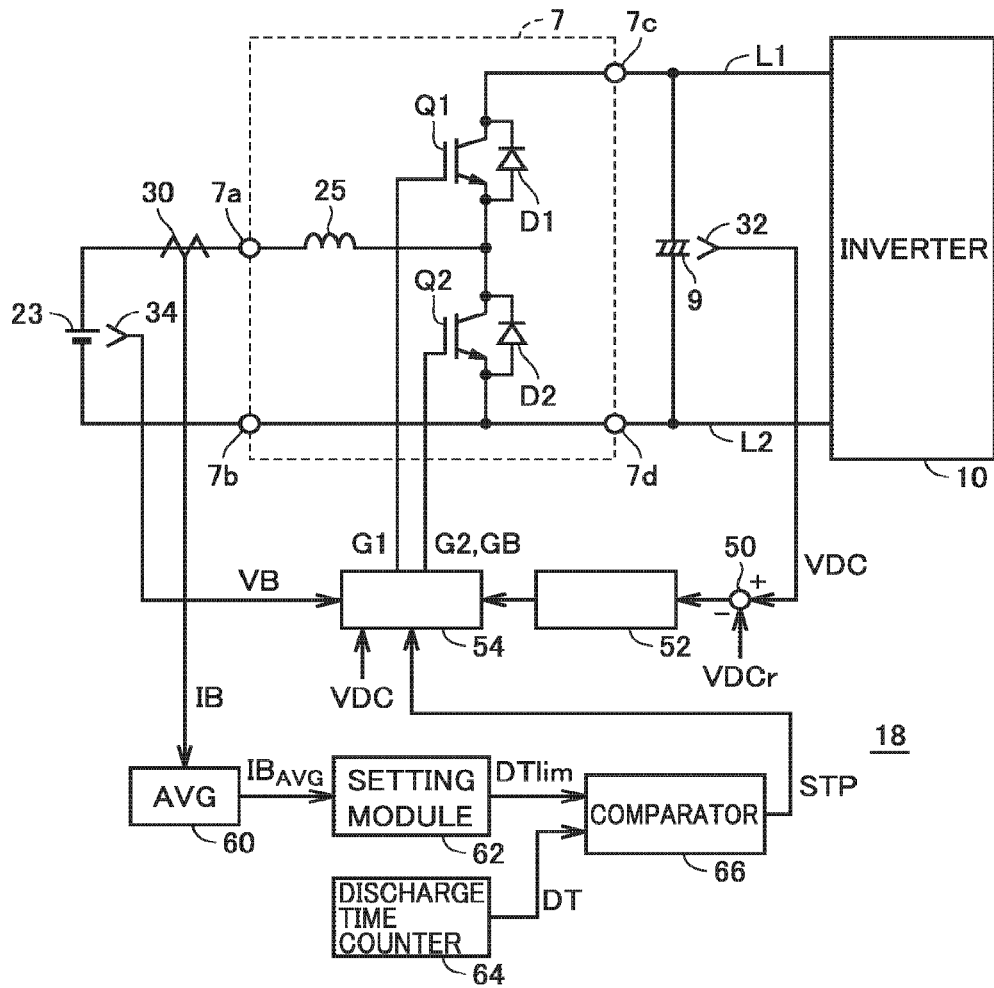 7
7c
L1
Q1
D1
30
7a
25
32
INVERTER
Q2
9
23
34
D2
7b
7d
L2
10
G1
G2,GB
50
VDC
VB
+
−
54
52
VDCr
VDC
IB
18
IBAVG
SETTING
MODULE
DTlim
STP
AVG
COMPARATOR
60
62
66
DISCHARGE
TIME
COUNTER
DT
64